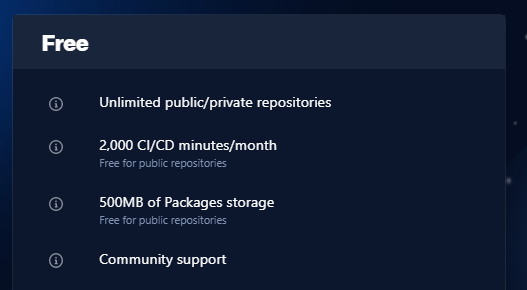 Free
Unlimited public/private repositories
2,000 CI/CD minutes/month
Free for public repositories
500MB of Packages storage
Free for public repositories
Community support